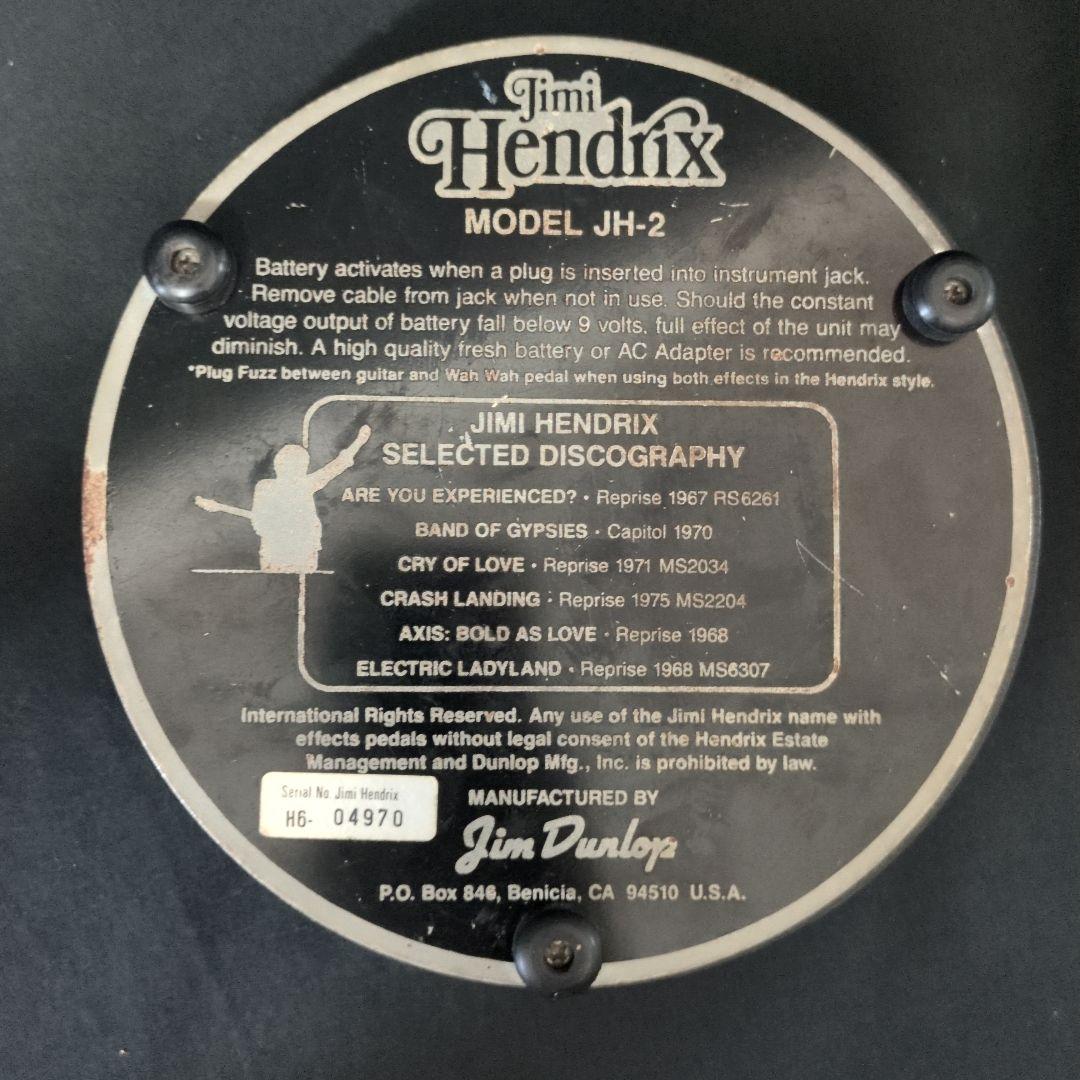 Jimi
Hendrix
MODEL JH-2
Battery activates when a plug is inserted into instrument jack.
Remove cable from jack when not in use. Should the constant
voltage output of battery fall below 9 volts, full effect of the unit may
diminish. A high quality fresh battery or AC Adapter is recommended.
*Plug Fuzz between guitar and Wah Wah pedal when using both effects in the Hendrix style.
JIMI HENDRIX
SELECTED DISCOGRAPHY
ARE YOU EXPERIENCED? • Reprise 1967 RS6261
BAND OF GYPSIES • Capitol 1970
CRY OF LOVE • Reprise 1971 MS2034
CRASH LANDING • Reprise 1975 MS2204
AXIS: BOLD AS LOVE • Reprise 1968
ELECTRIC LADYLAND • Reprise 1968 MS6307
International Rights Reserved. Any use of the Jimi Hendrix name with
effects pedals without legal consent of the Hendrix Estate
Management and Dunlop Mfg., Inc. is prohibited by law.
Serial No. Jimi Hendrix
H6- 04970
MANUFACTURED BY
Jim Dunlop
P.O. Box 846, Benicia, CA 94510 U.S.A.